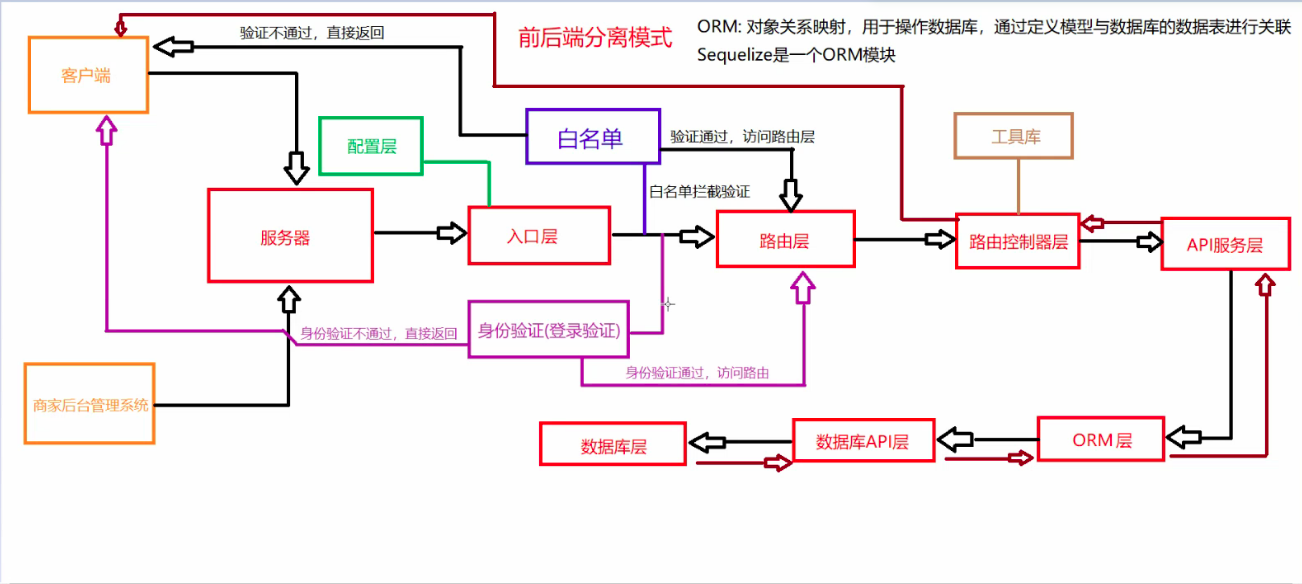 ORM: 对象关系映射，用于操作数据库，通过定义模型与数据库的数据表进行关联
Sequelize是一个ORM模块
前后端分离模式
验证不通过，直接返回
客户端
配置层
白名单
验证通过，访问路由层
工具库
白名单拦截验证
服务器
入口层
路由层
路由控制器层
API服务层
身份验证不通过，直接返回
身份验证(登录验证)
身份验证通过，访问路由
商家后台管理系统
数据库层
数据库API层
ORM层